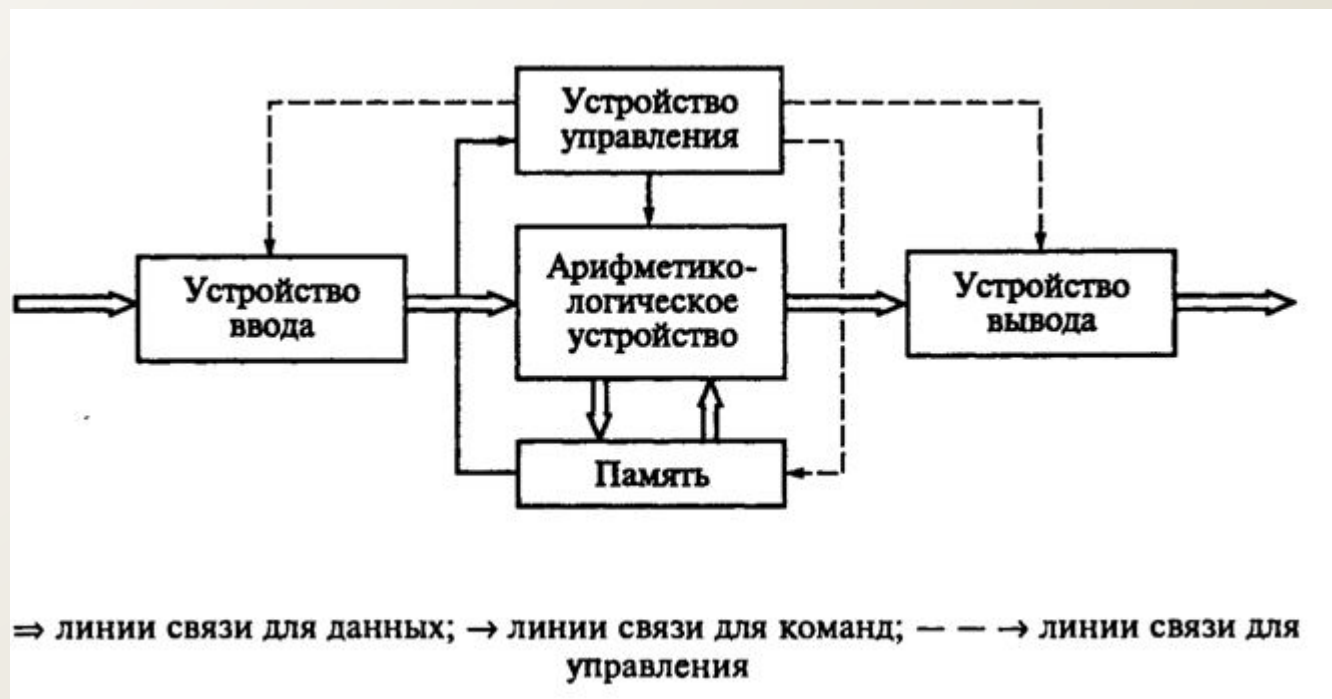 Устройство
управления
Устройство
ввода
Арифметико-
логическое
устройство
Устройство
вывода
Память
⇒ линии связи для данных; → линии связи для команд; — — → линии связи для
управления